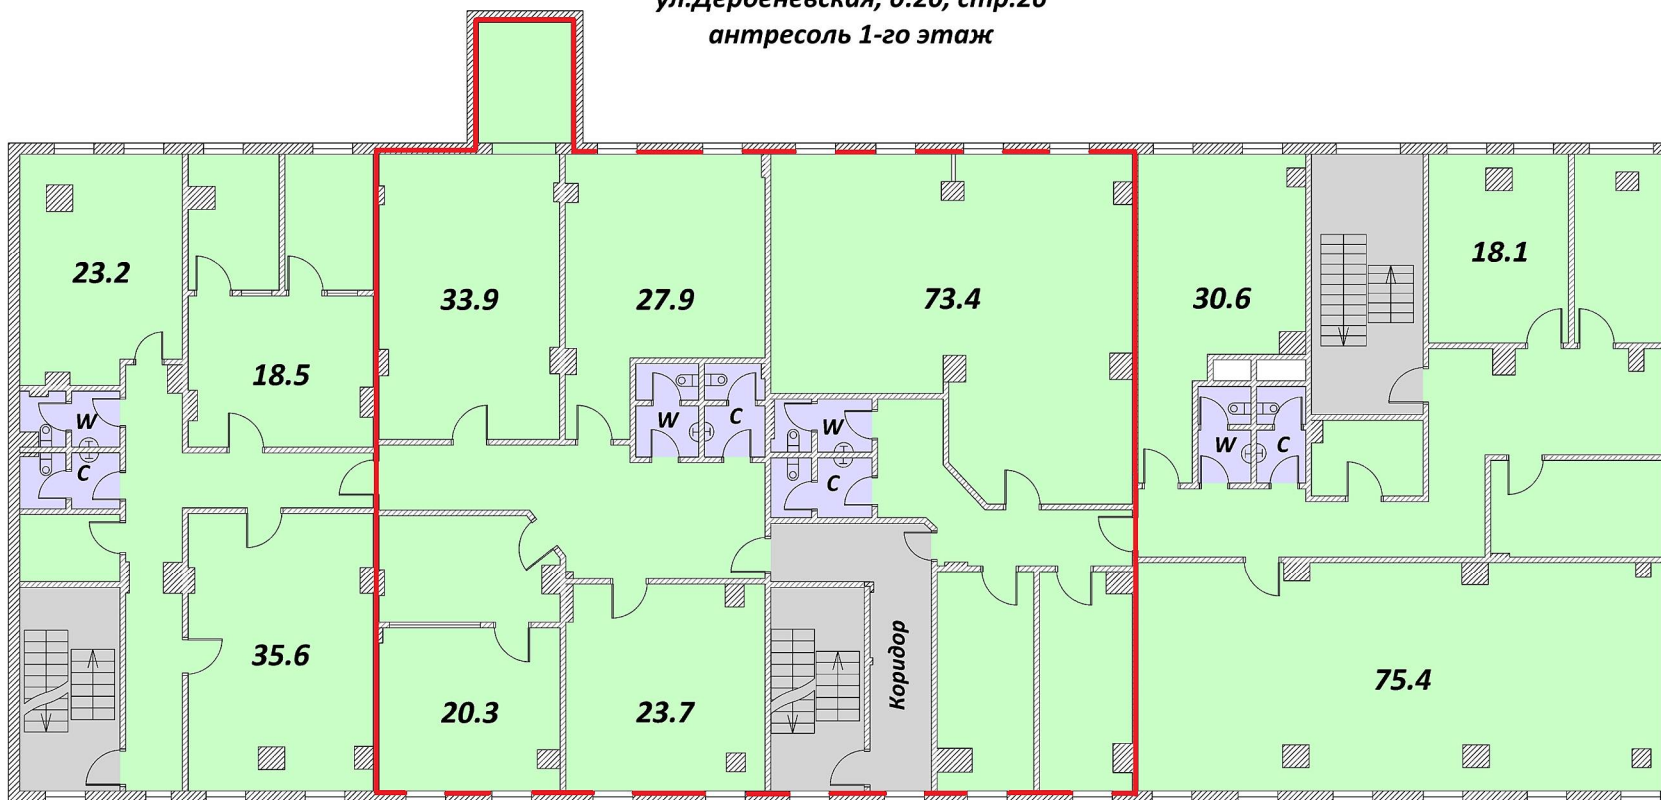 антресоль 1-го этаж
23.2
33.9
27.9
73.4
30.6
18.1
18.5
W
C
W
C
W
C
W
C
35.6
20.3
23.7
Коридор
75.4